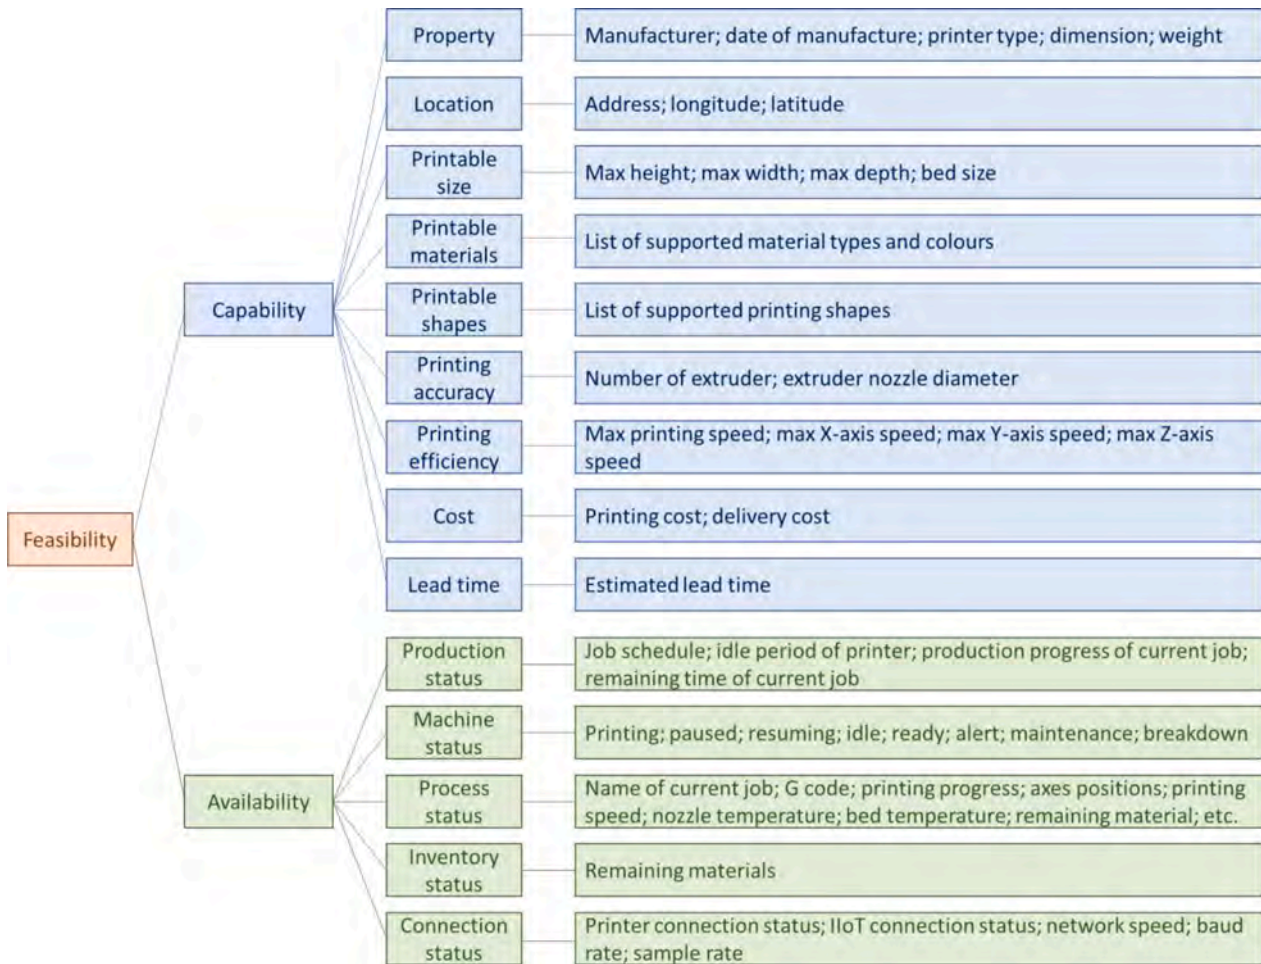 Property
Manufacturer; date of manufacture; printer type; dimension; weight
Location
Address; longitude; latitude
Printable
size
Max height; max width; max depth; bed size
Printable
materials
List of supported material types and colours
Capability
Printable
shapes
List of supported printing shapes
Printing
accuracy
Number of extruder; extruder nozzle diameter
Printing
efficiency
Max printing speed; max X-axis speed; max Y-axis speed; max Z-axis
speed
Cost
Printing cost; delivery cost
Feasibility
Lead time
Estimated lead time
Production
status
Job schedule; idle period of printer; production progress of current job;
remaining time of current job
Machine
status
Printing; paused; resuming; idle; ready; alert; maintenance; breakdown
Availability
Process
status
Name of current job; G code; printing progress; axes positions; printing
speed; nozzle temperature; bed temperature; remaining material; etc.
Inventory
status
Remaining materials
Connection
status
Printer connection status; IIoT connection status; network speed; baud
rate; sample rate